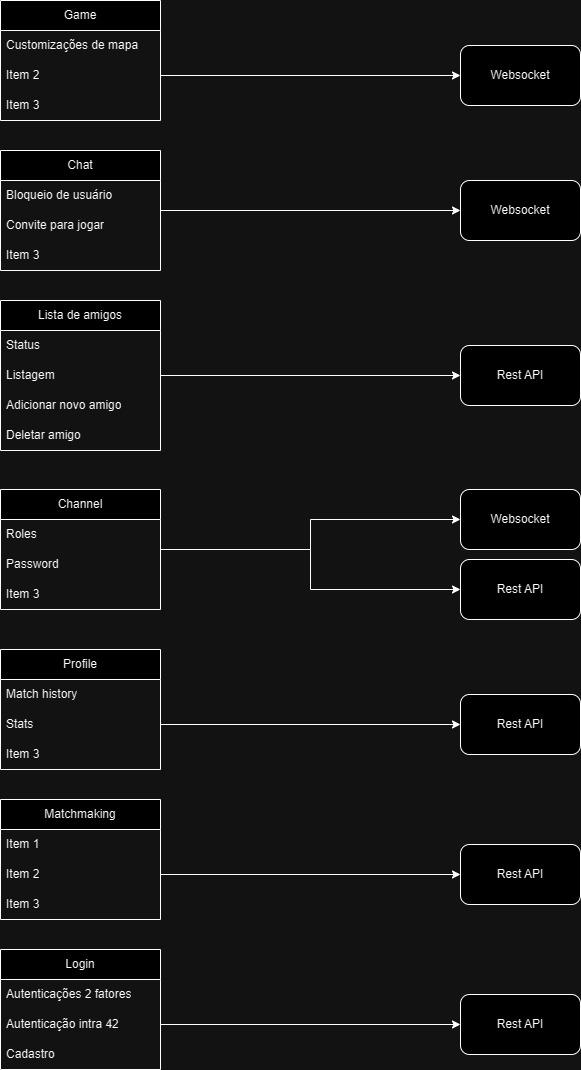 Game
Customizações de mapa
Item 2
Item 3
Websocket
Chat
Bloqueio de usuário
Convite para jogar
Item 3
Websocket
Lista de amigos
Status
Listagem
Adicionar novo amigo
Deletar amigo
Rest API
Channel
Roles
Password
Item 3
Websocket
Rest API
Profile
Match history
Stats
Item 3
Rest API
Matchmaking
Item 1
Item 2
Item 3
Rest API
Login
Autenticações 2 fatores
Autenticação intra 42
Cadastro
Rest API